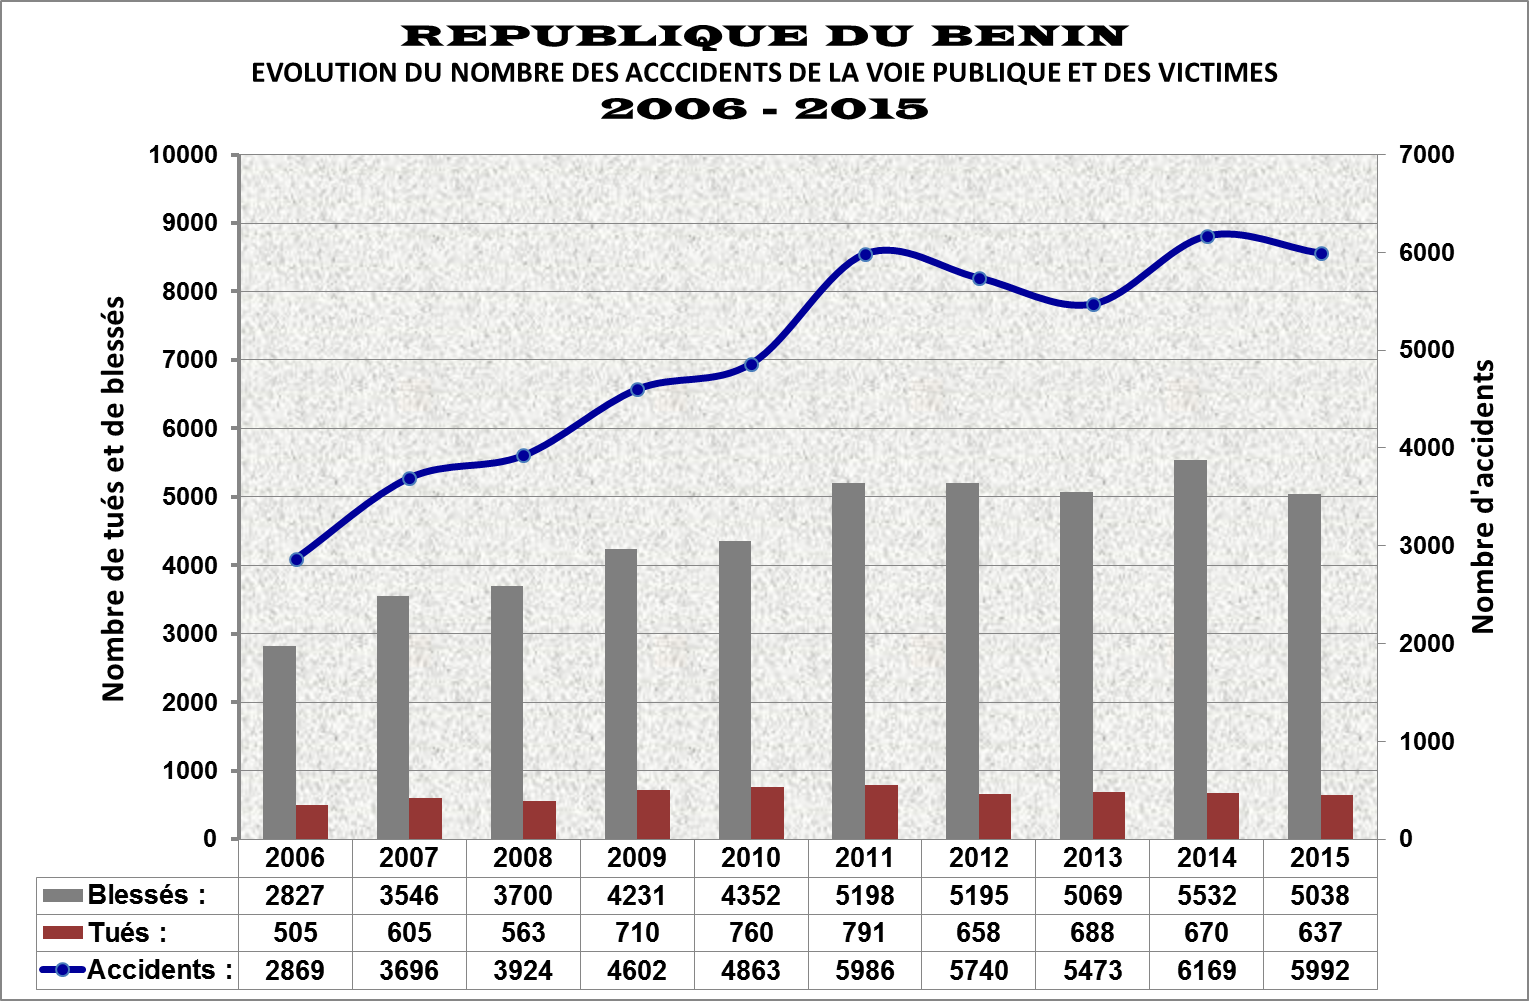 REPUBLIQUE DU BENIN
EVOLUTION DU NOMBRE DES ACCCIDENTS DE LA VOIE PUBLIQUE ET DES VICTIMES
2006 - 2015
Nombre de tués et de blessés
10000
9000
8000
7000
6000
5000
4000
3000
2000
1000
0
7000
6000
5000
4000
3000
2000
1000
0
Nombre d'accidents
2006 2007 2008 2009 2010 2011 2012 2013 2014 2015
Blessés : 2827 3546 3700 4231 4352 5198 5195 5069 5532 5038
Tués : 505 605 563 710 760 791 658 688 670 637
Accidents : 2869 3696 3924 4602 4863 5986 5740 5473 6169 5992